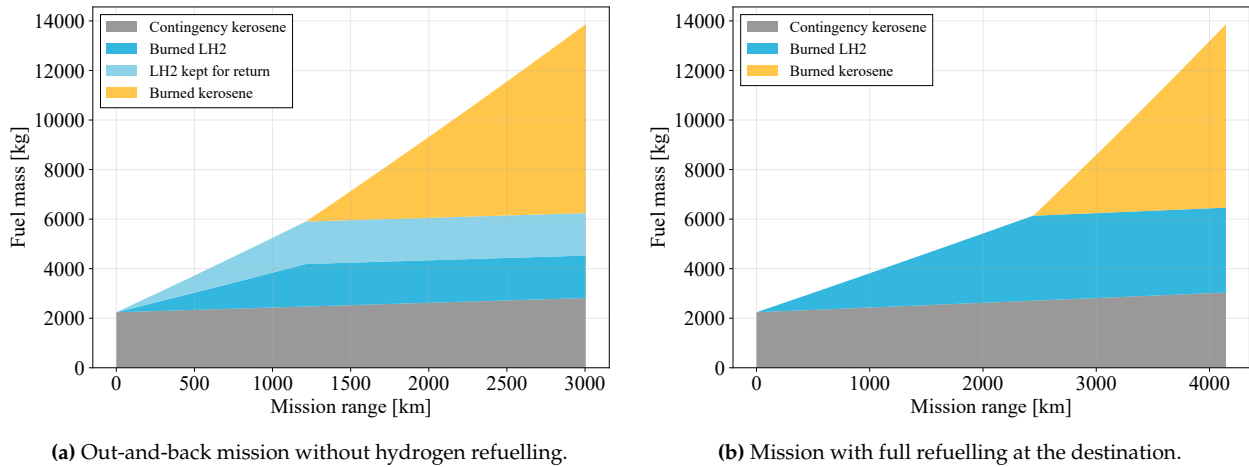 14000
12000
10000
8000
6000
4000
2000
0
Fuel mass [kg]
Contingency kerosene
Burned LH2
LH2 kept for return
Burned kerosene
0 500 1000 1500 2000 2500 3000
Mission range [km]
(a) Out-and-back mission without hydrogen refuelling.
14000
12000
10000
8000
6000
4000
2000
0
Fuel mass [kg]
Contingency kerosene
Burned LH2
Burned kerosene
0 1000 2000 3000 4000
Mission range [km]
(b) Mission with full refuelling at the destination.